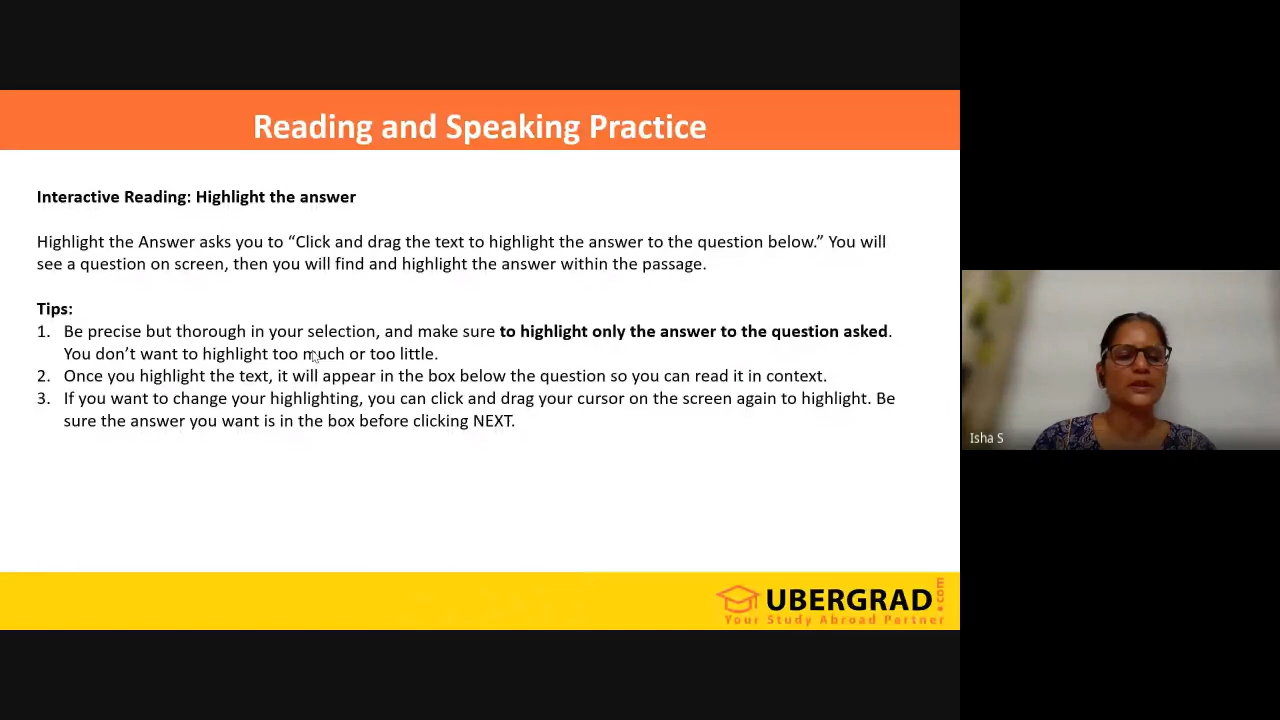 Reading and Speaking Practice
Interactive Reading: Highlight the answer
Highlight the Answer asks you to “Click and drag the text to highlight the answer to the question below.” You will
see a question on screen, then you will find and highlight the answer within the passage.
Tips:
1. Be precise but thorough in your selection, and make sure to highlight only the answer to the question asked.
You don’t want to highlight too much or too little.
2. Once you highlight the text, it will appear in the box below the question so you can read it in context.
3. If you want to change your highlighting, you can click and drag your cursor on the screen again to highlight. Be
sure the answer you want is in the box before clicking NEXT.
Isha S
UBERGRAD.com
Your Study Abroad Partner